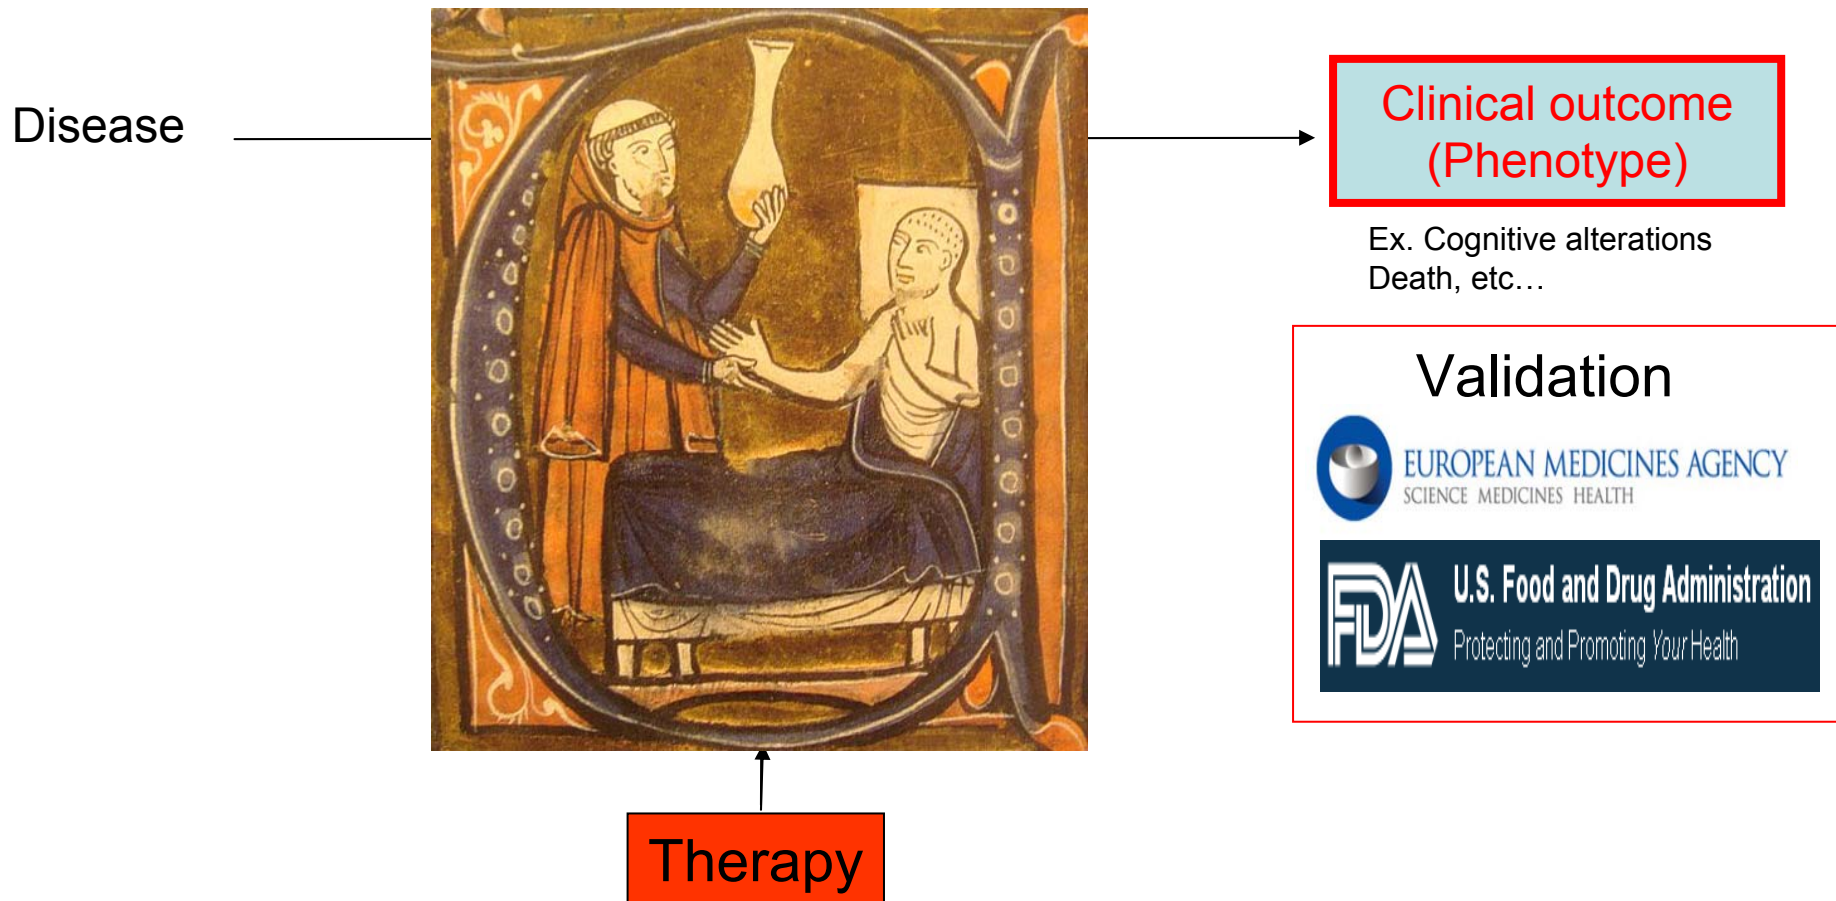 Disease
Clinical outcome
(Phenotype)
Ex. Cognitive alterations
Death, etc…
Validation
EUROPEAN MEDICINES AGENCY
SCIENCE MEDICINES HEALTH
FDA
U.S. Food and Drug Administration
Protecting and Promoting Your Health
Therapy